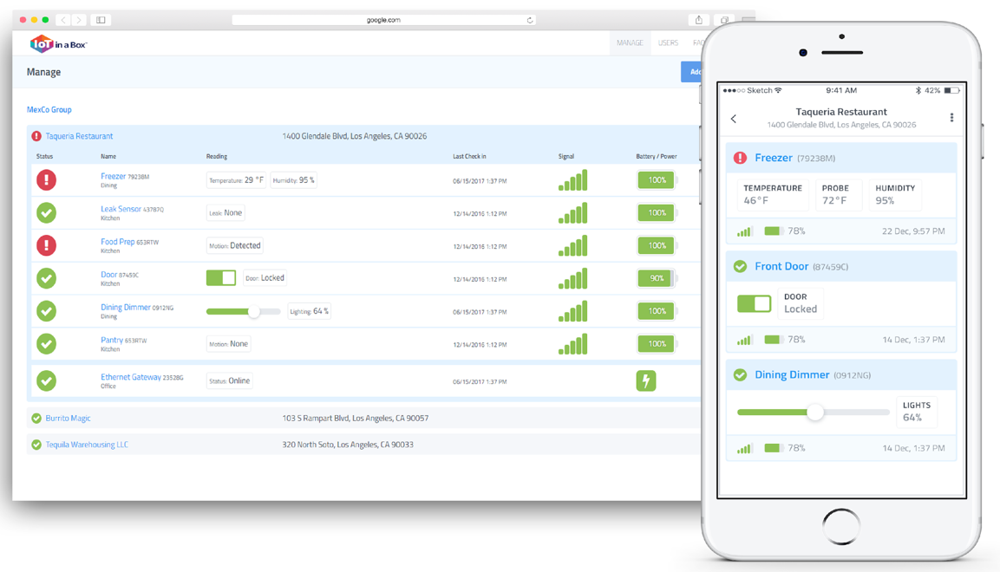 google.com
IoT in a Box™
MANAGE USERS FAQ
Manage
Add
MexCo Group
Taqueria Restaurant 1400 Glendale Blvd, Los Angeles, CA 90026
Status Name Reading Last Check in Signal Battery / Power
Freezer 79238M Temperature: 29 °F Humidity: 95 % 06/15/2017 1:37 PM 100%
Dining
Leak Sensor 43787Q Leak: None 12/14/2016 1:12 PM 100%
Kitchen
Food Prep 653RTW Motion: Detected 12/14/2016 1:12 PM 100%
Kitchen
Door 87459C Door: Locked 12/14/2016 1:12 PM 90%
Kitchen
Dining Dimmer 0912NG Lighting: 64 % 06/15/2017 1:37 PM 100%
Dining
Pantry 653RTW Motion: None 12/14/2016 1:12 PM 100%
Kitchen
Ethernet Gateway 23528G Status: Online 06/15/2017 1:37 PM
Office
Burrito Magic 103 S Rampart Blvd, Los Angeles, CA 90057
Tequila Warehousing LLC 320 North Soto, Los Angeles, CA 90033
Sketch 9:41 AM 42%
Taqueria Restaurant
1400 Glendale Blvd, Los Angeles, CA 90026
Freezer (79238M)
TEMPERATURE PROBE HUMIDITY
46°F 72°F 95%
78% 22 Dec, 9:57 PM
Front Door (87459C)
DOOR
Locked
78% 14 Dec, 1:37 PM
Dining Dimmer (0912NG)
LIGHTS
64%
78% 14 Dec, 1:37 PM